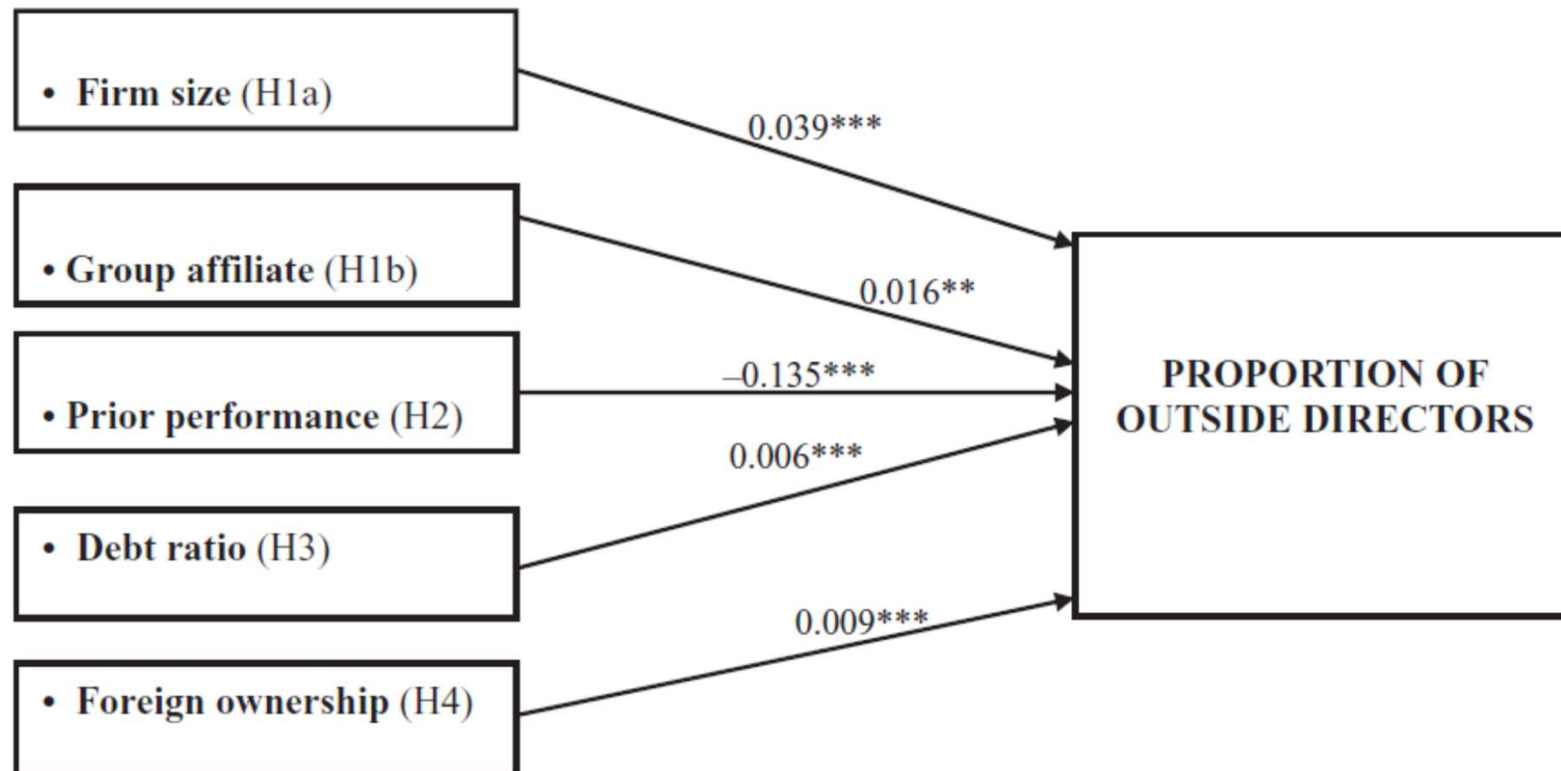 • Firm size (H1a)
0.039***
• Group affiliate (H1b)
0.016**
–0.135***
• Prior performance (H2)
0.006***
• Debt ratio (H3)
0.009***
• Foreign ownership (H4)
PROPORTION OF
OUTSIDE DIRECTORS